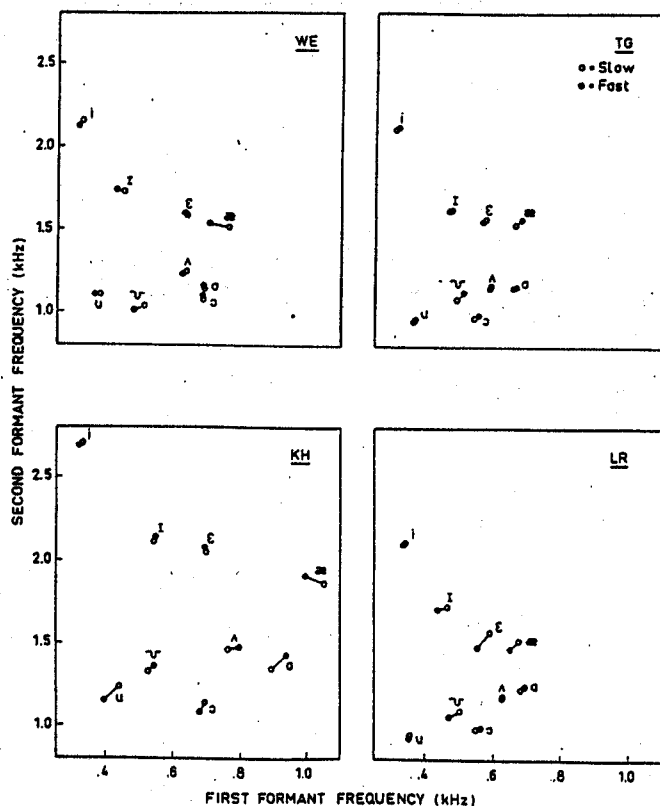 WE
2.5
2.0
1.5
1.0
i
ɪ
ɛ
æ
ʌ
ɑ
ɔ
u
ʊ
TG
Slow
Fast
i
ɪ
ɛ
æ
ʊ
ʌ
ɑ
u
ɔ
SECOND FORMANT FREQUENCY (kHz)
KH
2.5
2.0
1.5
1.0
i
ɪ
ɛ
æ
ʌ
ʊ
ɑ
u
ɔ
.4 .6 .8 1.0
LR
i
ɪ
ɛ
æ
ʌ
ɑ
ʊ
u
ɔ
.4 .6 .8 1.0
FIRST FORMANT FREQUENCY (kHz)